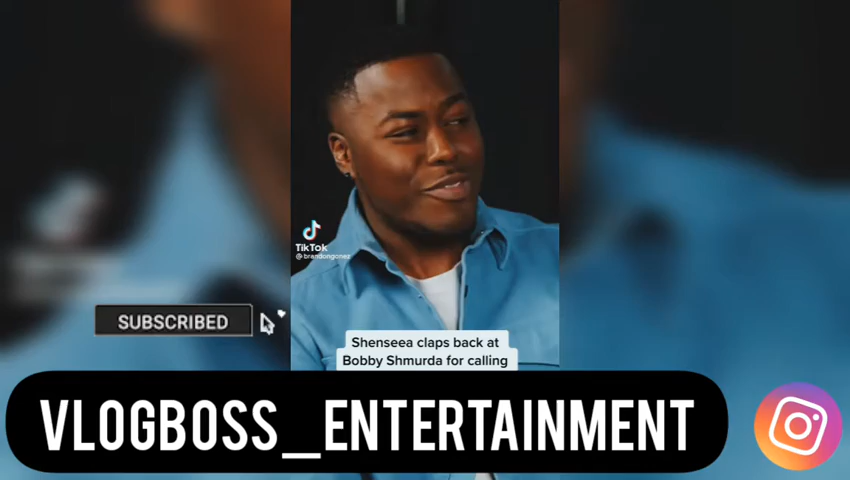 TikTok
@brandongonez
SUBSCRIBED
Shenseea claps back at
Bobby Shmurda for calling
VLOGBOSS_ENTERTAINMENT